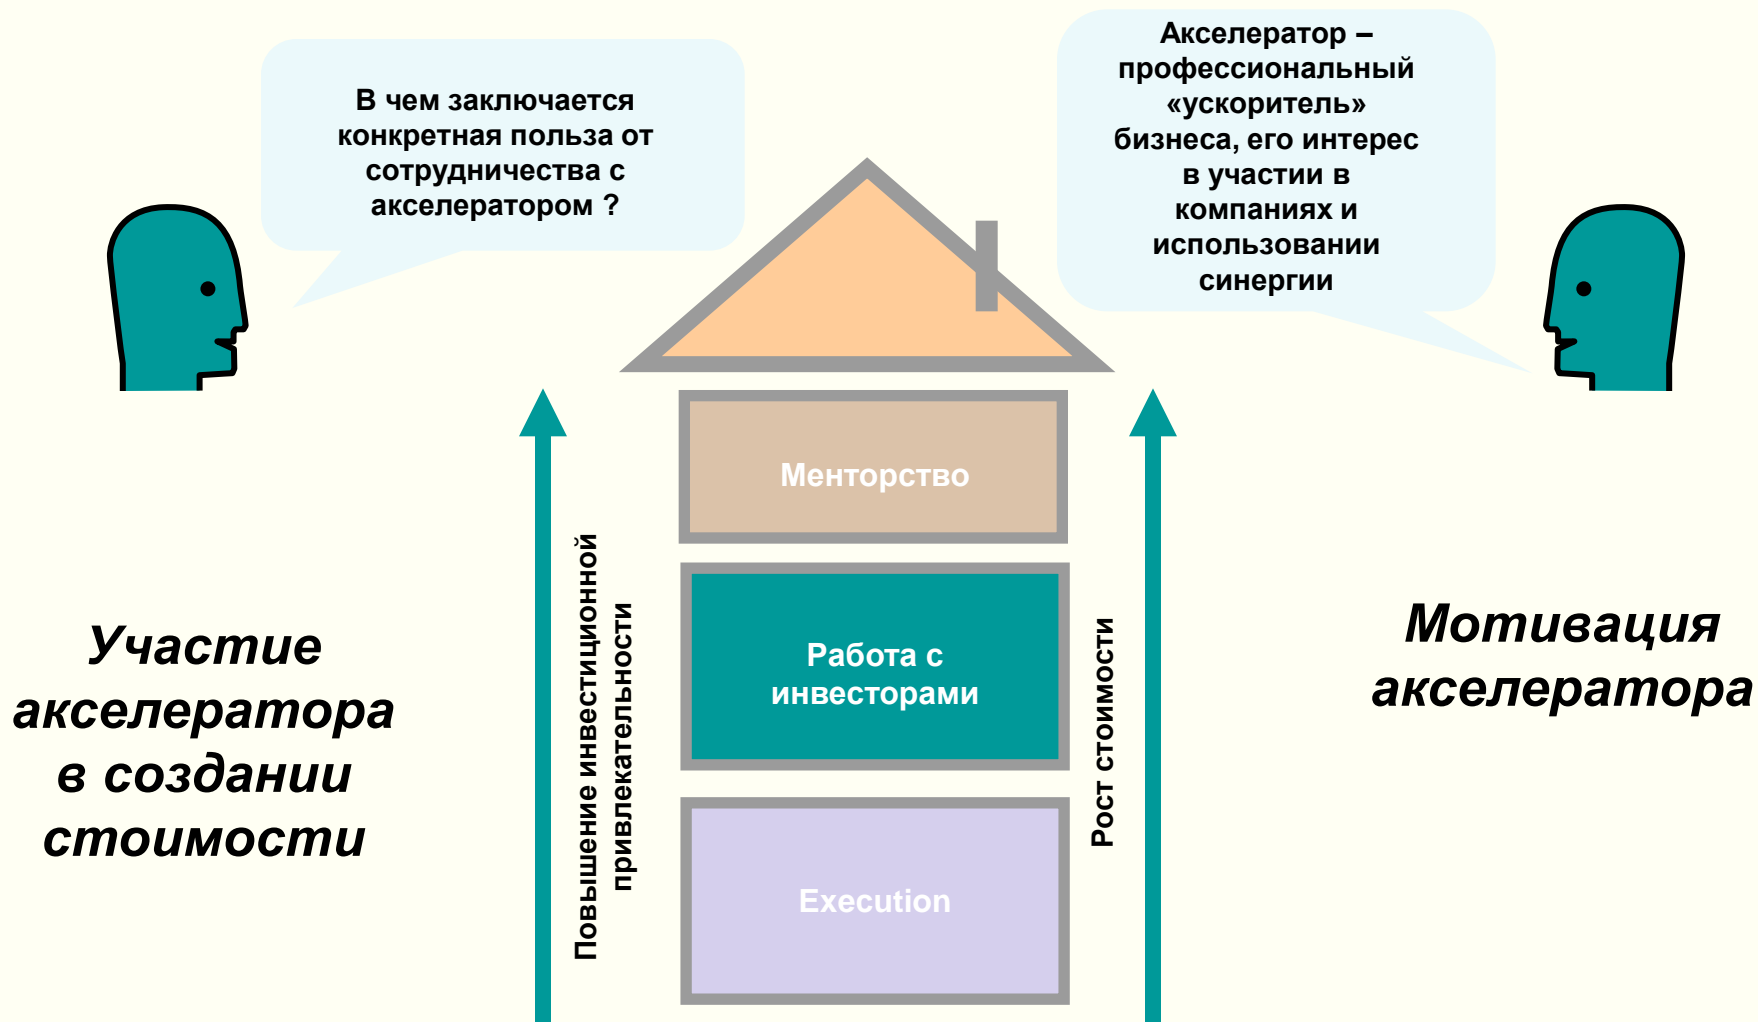 В чем заключается
конкретная польза от
сотрудничества с
акселератором ?
Акселератор –
профессиональный
«ускоритель»
бизнеса, его интерес
в участии в
компаниях и
использовании
синергии
Участие
акселератора
в создании
стоимости
Повышение инвестиционной
привлекательности
Менторство
Работа с
инвесторами
Execution
Рост стоимости
Мотивация
акселератора